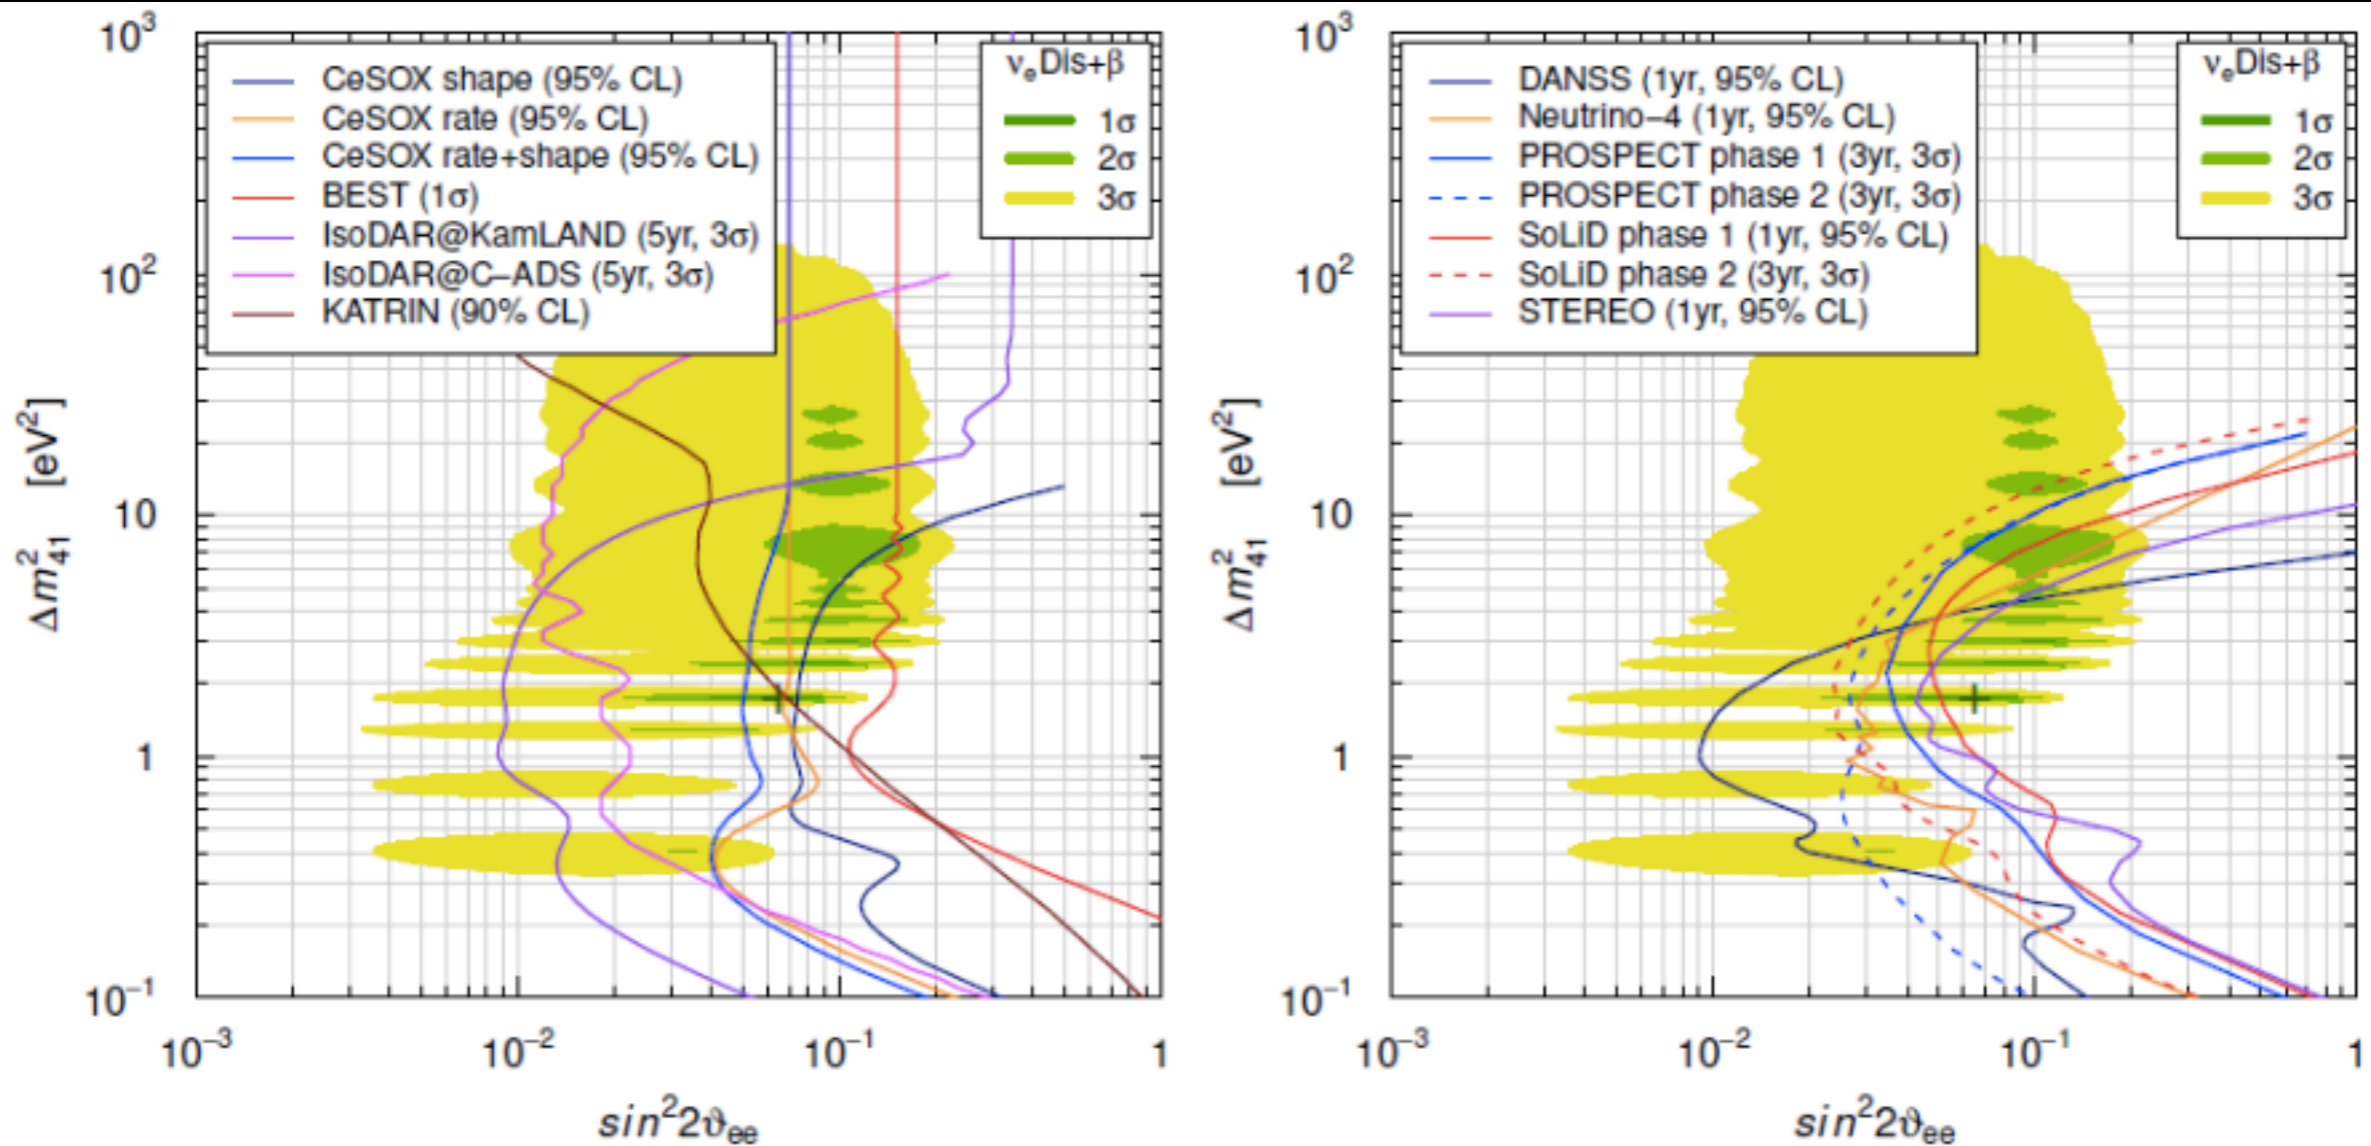 10³
CeSOX shape (95% CL)
CeSOX rate (95% CL)
CeSOX rate+shape (95% CL)
BEST (1σ)
IsoDAR@KamLAND (5yr, 3σ)
IsoDAR@C−ADS (5yr, 3σ)
KATRIN (90% CL)
νₑDis+β
1σ
2σ
3σ
10²
10
1
10⁻¹
Δm²₄₁ [eV²]
10⁻³ 10⁻² 10⁻¹ 1
sin²2ϑₑₑ
10³
DANSS (1yr, 95% CL)
Neutrino−4 (1yr, 95% CL)
PROSPECT phase 1 (3yr, 3σ)
PROSPECT phase 2 (3yr, 3σ)
SoLiD phase 1 (1yr, 95% CL)
SoLiD phase 2 (3yr, 3σ)
STEREO (1yr, 95% CL)
νₑDis+β
1σ
2σ
3σ
10²
10
1
10⁻¹
Δm²₄₁ [eV²]
10⁻³ 10⁻² 10⁻¹ 1
sin²2ϑₑₑ